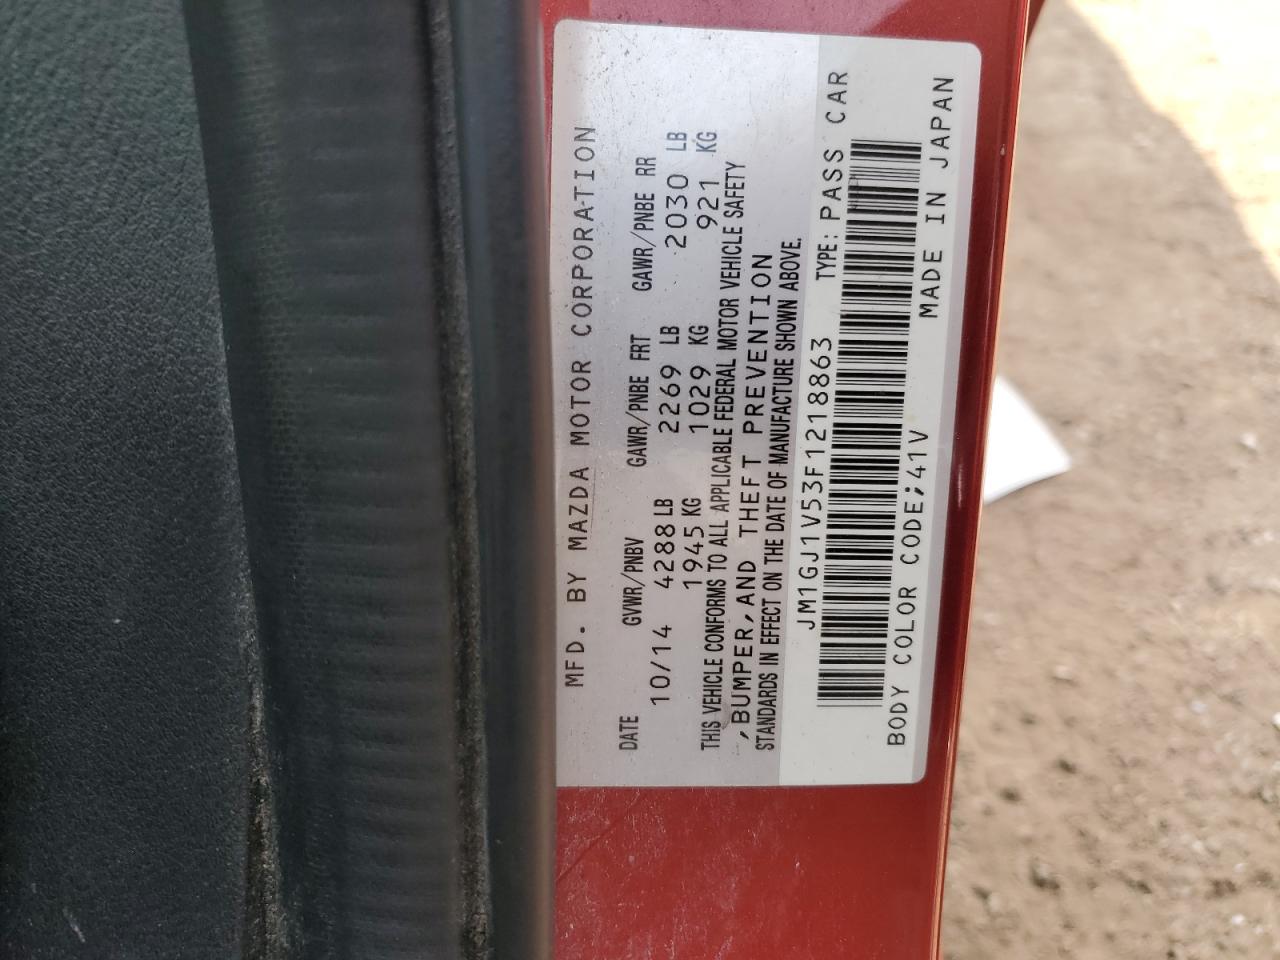 MFD. BY MAZDA MOTOR CORPORATION
DATE GVWR/PNBV GAWR/PNBE FRT GAWR/PNBE RR
10/14 4288 LB 2269 LB 2030 LB
1945 KG 1029 KG 921 KG
THIS VEHICLE CONFORMS TO ALL APPLICABLE FEDERAL MOTOR VEHICLE SAFETY
,BUMPER,AND THEFT PREVENTION
STANDARDS IN EFFECT ON THE DATE OF MANUFACTURE SHOWN ABOVE.
JM1GJ1V53F1218863 TYPE: PASS CAR
BODY COLOR CODE;41V MADE IN JAPAN